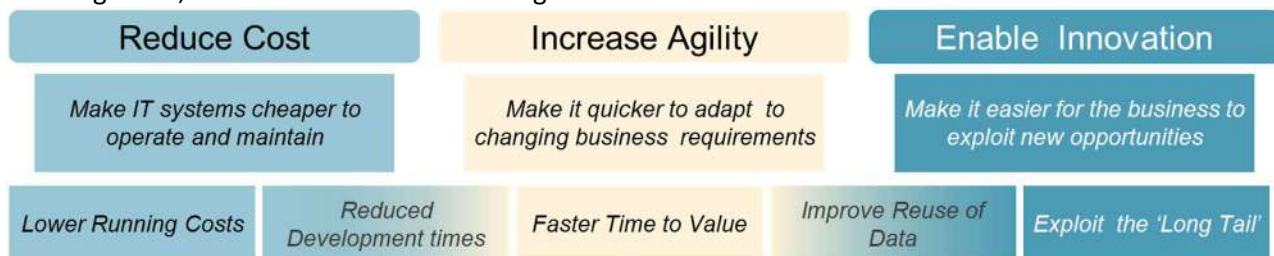 Reduce Cost
Increase Agility
Enable Innovation
Make IT systems cheaper to
operate and maintain
Make it quicker to adapt to
changing business requirements
Make it easier for the business to
exploit new opportunities
Lower Running Costs
Reduced
Development times
Faster Time to Value
Improve Reuse of
Data
Exploit the 'Long Tail'